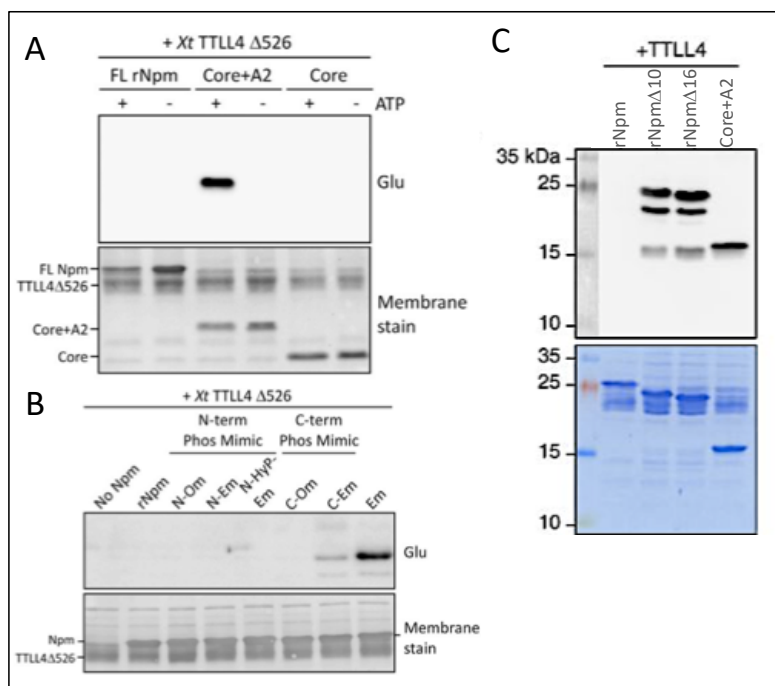 A
+ Xt TTLL4 Δ526
FL rNpm Core+A2 Core
+ - + - + - ATP
Glu
FL Npm
TTLL4Δ526
Core+A2
Core
Membrane
stain
B
+ Xt TTLL4 Δ526
N-term
Phos Mimic
C-term
Phos Mimic
No Npm
rNpm
N-Om
N-Em
N-HyP-
Em
C-Om
C-Em
Em
Glu
Npm
TTLL4Δ526
Membrane
stain
C
+TTLL4
rNpm
rNpmΔ10
rNpmΔ16
Core+A2
35 kDa
25
15
10
35
25
15
10